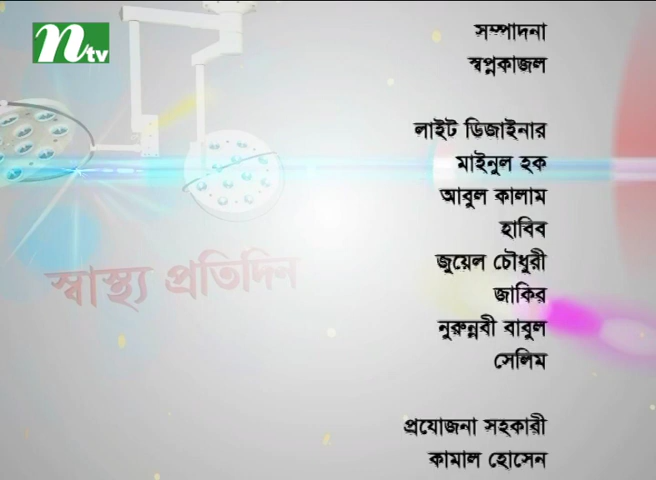 ntv
সম্পাদনা
স্বপ্নকাজল
লাইট ডিজাইনার
মাইনুল হক
আবুল কালাম
হাবিব
জুয়েল চৌধুরী
জাকির
নুরুন্নবী বাবুল
সেলিম
প্রযোজনা সহকারী
কামাল হোসেন
স্বাস্থ্য প্রতিদিন